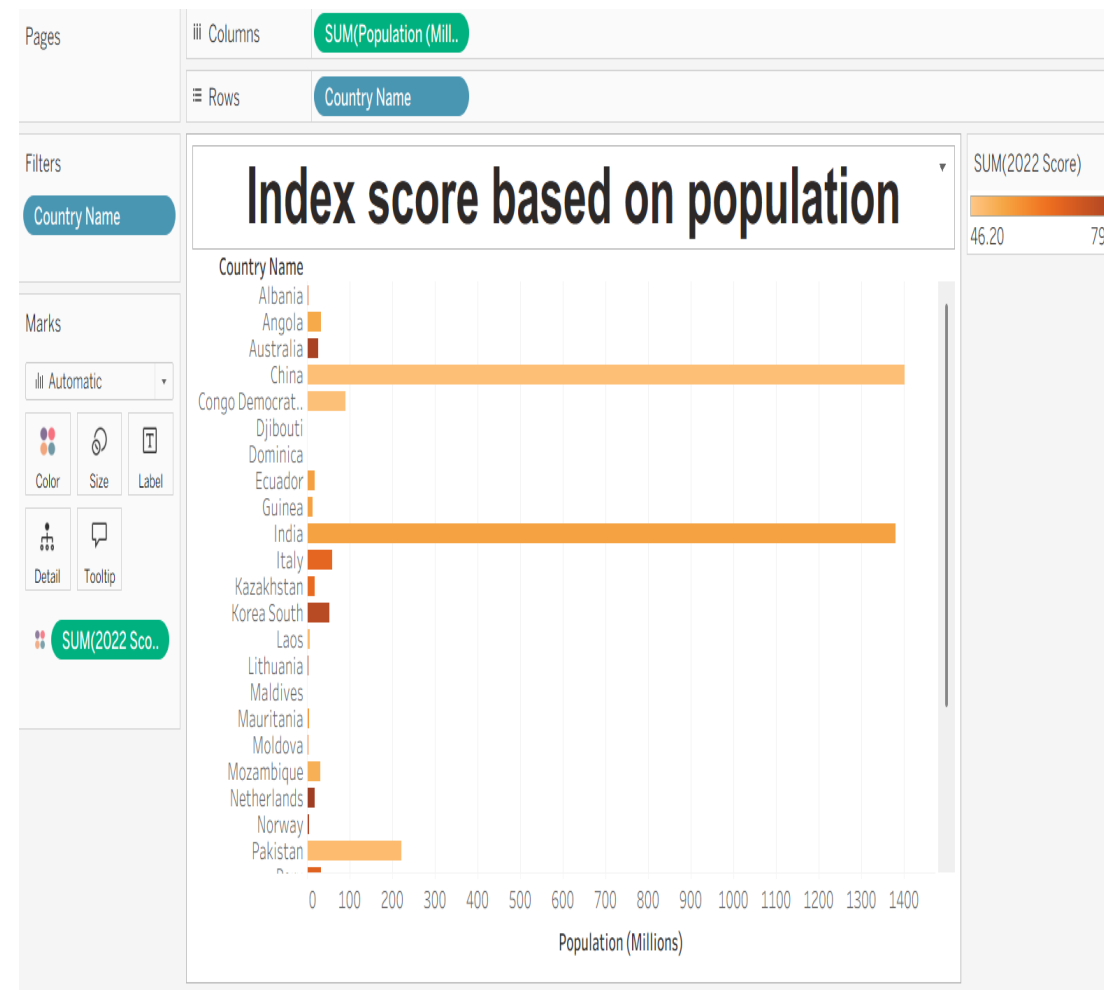 Pages
Columns
SUM(Population (Mill..
Rows
Country Name
Filters
Country Name
Marks
Automatic
Color
Size
Label
Detail
Tooltip
SUM(2022 Sco..
Index score based on population
Country Name
Albania
Angola
Australia
China
Congo Democrat..
Djibouti
Dominica
Ecuador
Guinea
India
Italy
Kazakhstan
Korea South
Laos
Lithuania
Maldives
Mauritania
Moldova
Mozambique
Netherlands
Norway
Pakistan
0 100 200 300 400 500 600 700 800 900 1000 1100 1200 1300 1400
Population (Millions)
SUM(2022 Score)
46.20 79